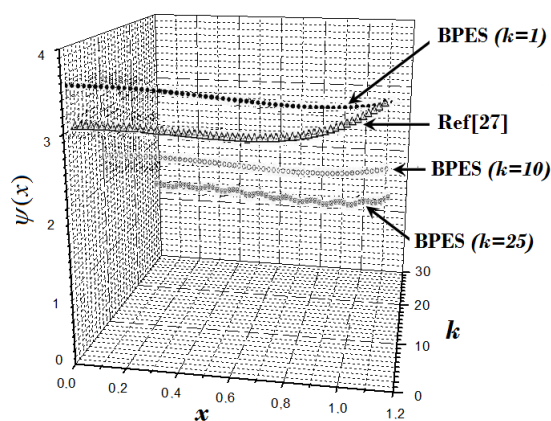 4
3
2
1
0
ψ(x)
BPES (k=1)
Ref[27]
BPES (k=10)
BPES (k=25)
30
20
10
0
k
0.0
0.2
0.4
0.6
0.8
1.0
1.2
x